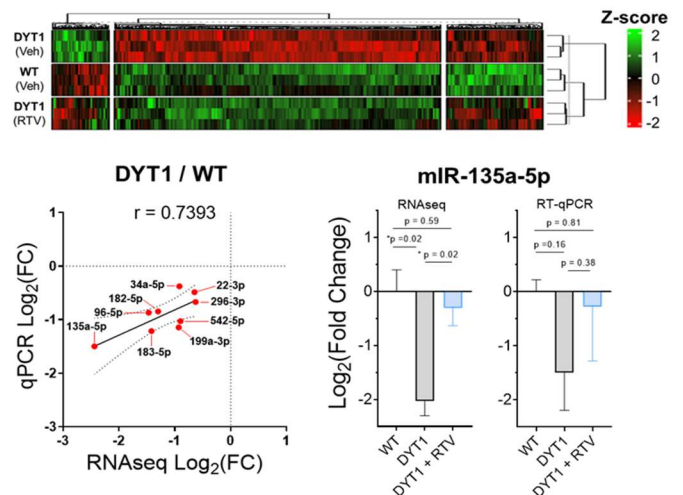 Z-score
DYT1
(Veh)
WT
(Veh)
DYT1
(RTV)
2
1
0
-1
-2
DYT1 / WT
r = 0.7393
qPCR Log2(FC)
1
0
-1
-2
-3
34a-5p
22-3p
182-5p
296-3p
96-5p
542-5p
135a-5p
199a-3p
183-5p
-3
-2
-1
0
1
RNAseq Log2(FC)
mIR-135a-5p
RNAseq
RT-qPCR
Log2(Fold Change)
1
0
-1
-2
p = 0.59
*p =0.02
* p = 0.02
WT
DYT1
DYT1 + RTV
1
0
-1
-2
p = 0.81
p =0.16
p = 0.38
WT
DYT1
DYT1 + RTV